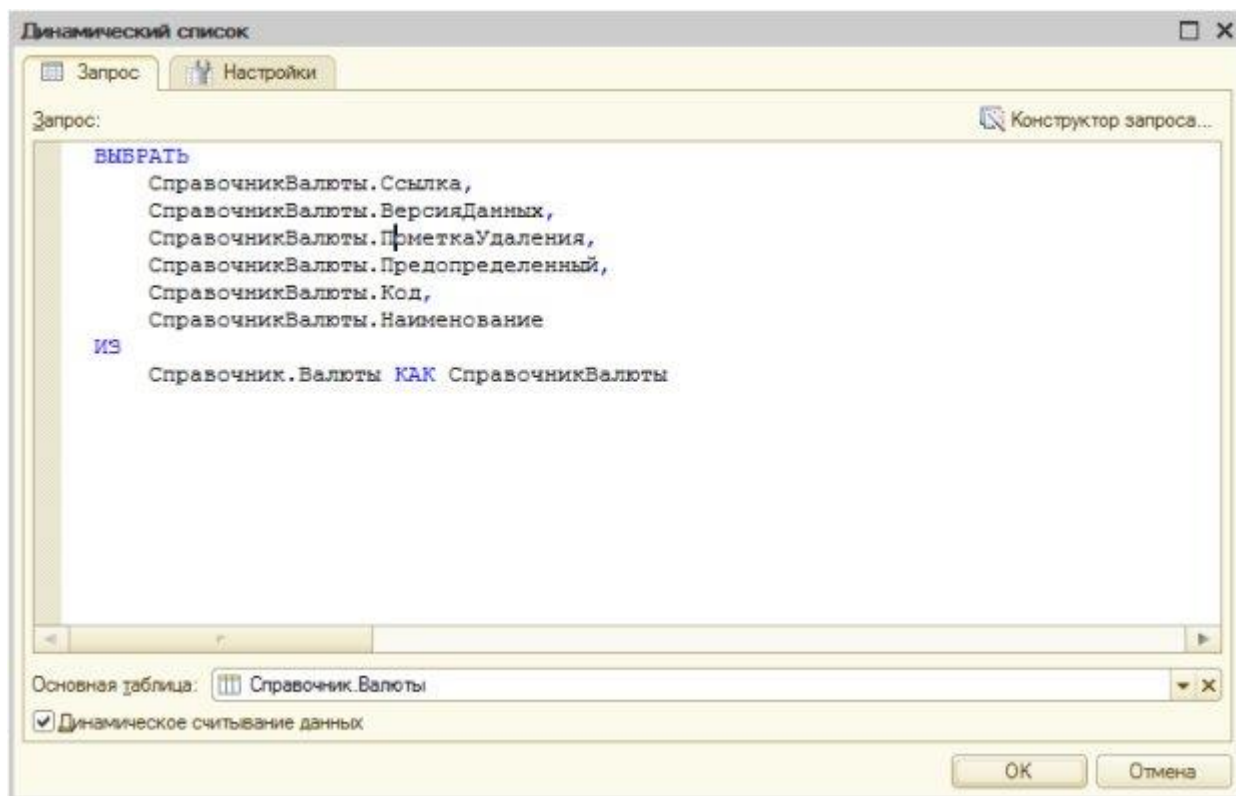 Динамический список
Запрос Настройки
Запрос: Конструктор запроса...
ВЫБРАТЬ
СправочникВалюты.Ссылка,
СправочникВалюты.ВерсияДанных,
СправочникВалюты.ПометкаУдаления,
СправочникВалюты.Предопределенный,
СправочникВалюты.Код,
СправочникВалюты.Наименование
ИЗ
Справочник.Валюты КАК СправочникВалюты
Основная таблица: Справочник.Валюты
Динамическое считывание данных
ОК Отмена